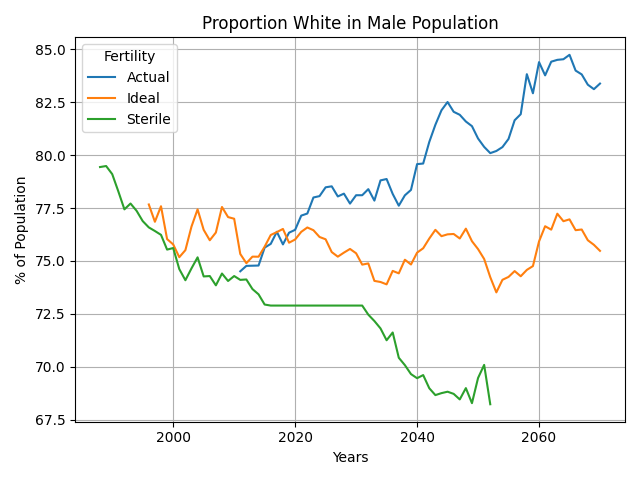 Proportion White in Male Population
Fertility
Actual
Ideal
Sterile
% of Population
85.0
82.5
80.0
77.5
75.0
72.5
70.0
67.5
2000 2020 2040 2060
Years